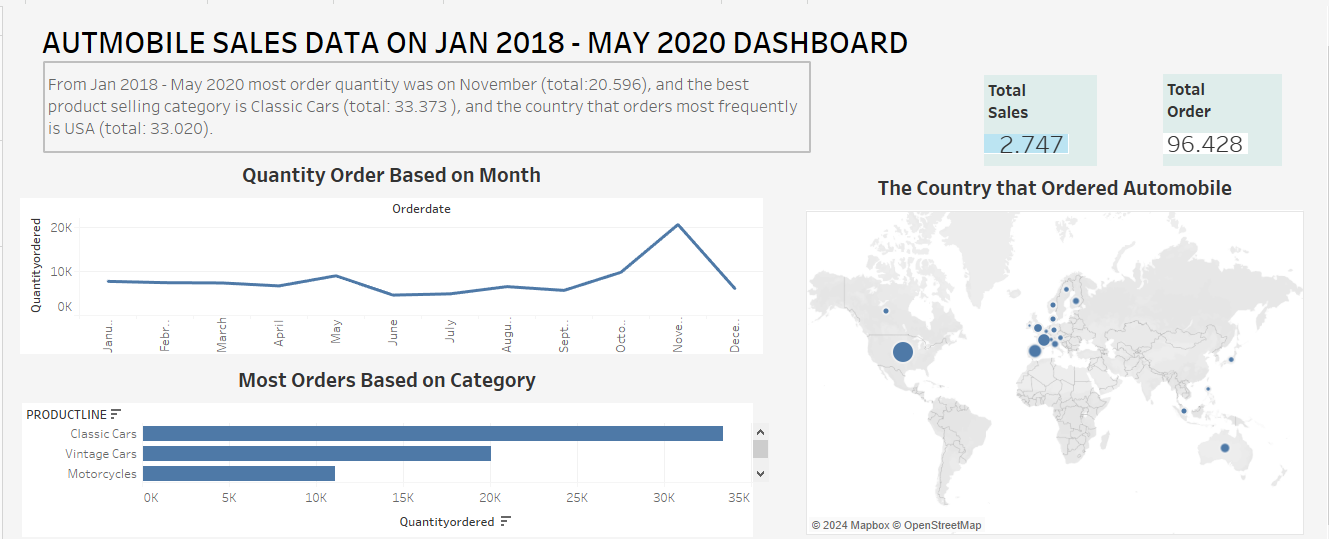 AUTMOBILE SALES DATA ON JAN 2018 - MAY 2020 DASHBOARD
From Jan 2018 - May 2020 most order quantity was on November (total:20.596), and the best
product selling category is Classic Cars (total: 33.373 ), and the country that orders most frequently
is USA (total: 33.020).
Total
Sales
2.747
Total
Order
96.428
Quantity Order Based on Month
Orderdate
Quantityordered
20K
10K
0K
Janu..
Febr..
March
April
May
June
July
Augu..
Sept..
Octo..
Nove..
Dece..
Most Orders Based on Category
PRODUCTLINE
Classic Cars
Vintage Cars
Motorcycles
0K
5K
10K
15K
20K
25K
30K
35K
Quantityordered
The Country that Ordered Automobile
© 2024 Mapbox © OpenStreetMap